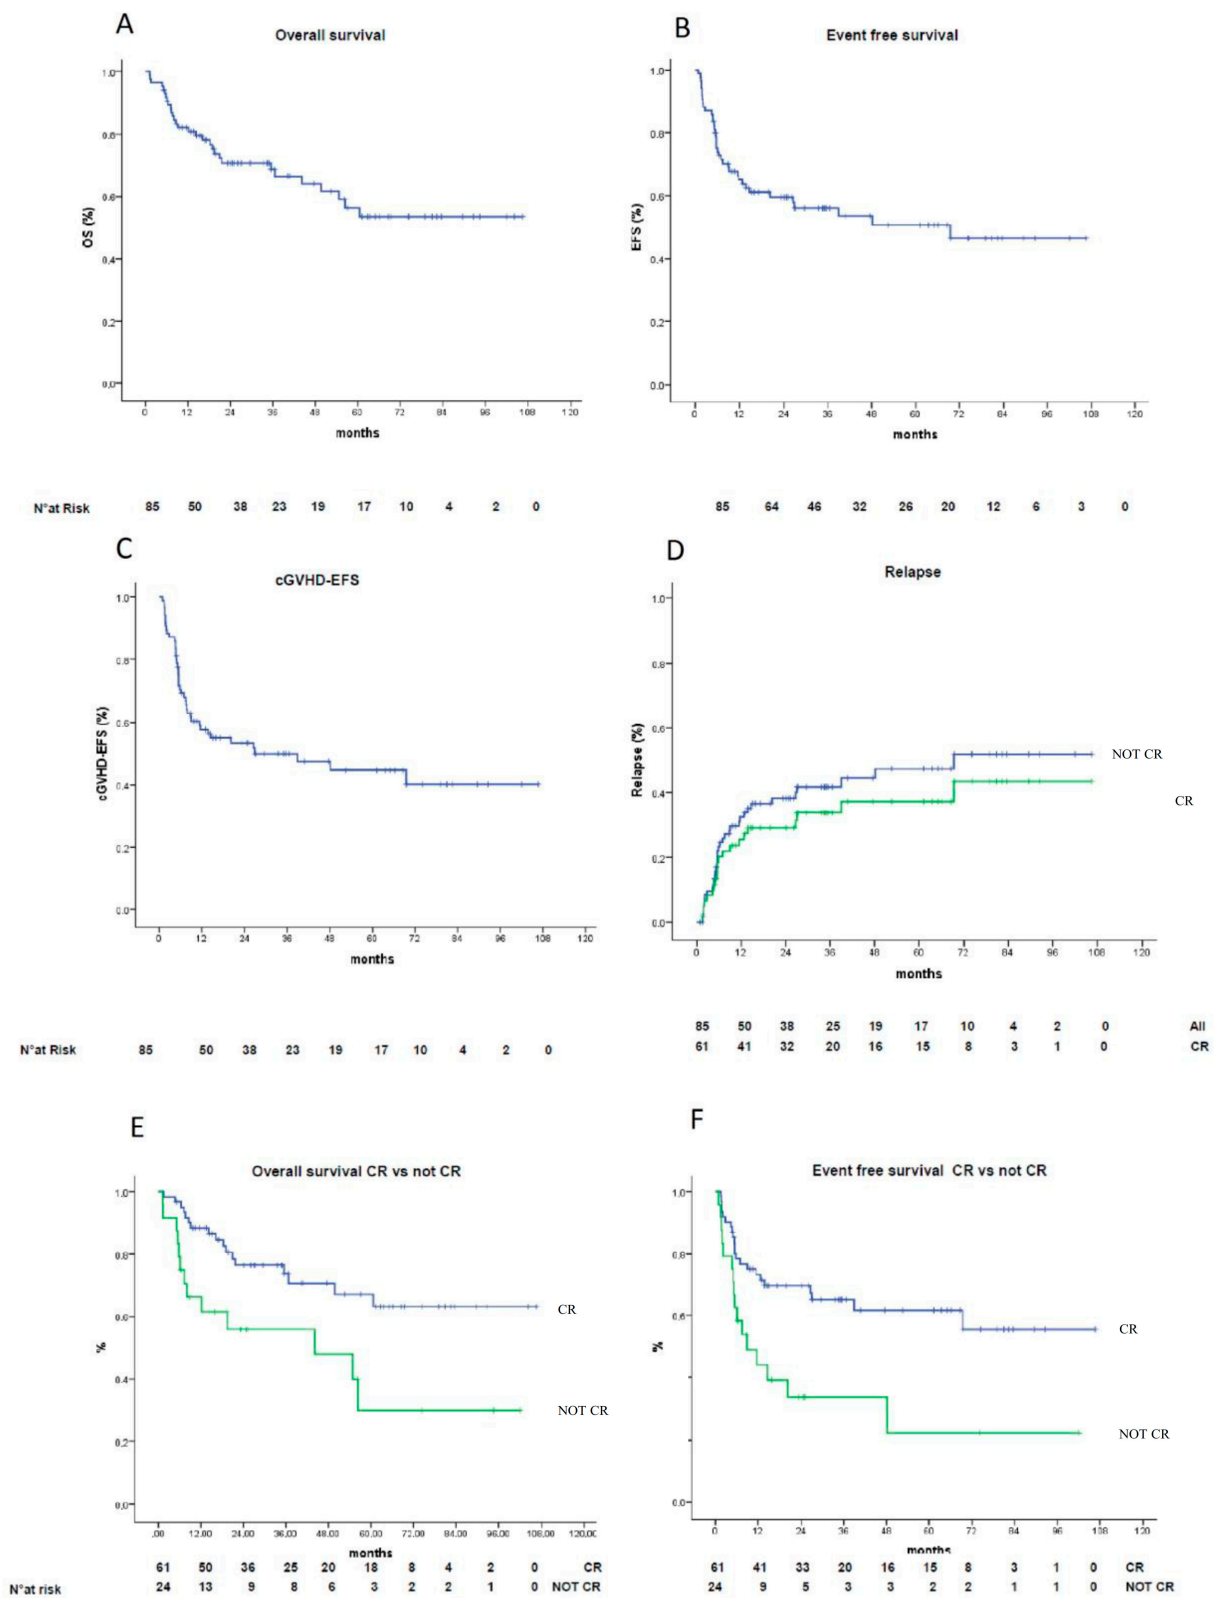 A
Overall survival
OS (%)
1.0
0.8
0.6
0.4
0.2
0.0
0 12 24 36 48 60 72 84 96 108 120
months
N°at Risk 85 50 38 23 19 17 10 4 2 0
B
Event free survival
EFS (%)
1.0
0.8
0.6
0.4
0.2
0.0
0 12 24 36 48 60 72 84 96 108 120
months
85 64 46 32 26 20 12 6 3 0
C
cGVHD-EFS
cGVHD-EFS (%)
1.0
0.8
0.6
0.4
0.2
0.0
0 12 24 36 48 60 72 84 96 108 120
months
N°at Risk 85 50 38 23 19 17 10 4 2 0
D
Relapse
Relapse (%)
1.0
0.8
0.6
0.4
0.2
0.0
NOT CR
CR
0 12 24 36 48 60 72 84 96 108 120
months
85 50 38 25 19 17 10 4 2 0 All
61 41 32 20 16 15 8 3 1 0 CR
E
Overall survival CR vs not CR
%
1.0
0.8
0.6
0.4
0.2
0.0
CR
NOT CR
.00 12.00 24.00 36.00 48.00 60.00 72.00 84.00 96.00 108.00 120.00
months
61 50 36 25 20 18 8 4 2 0 CR
N°at risk 24 13 9 8 6 3 2 2 1 0 NOT CR
F
Event free survival CR vs not CR
%
1.0
0.8
0.6
0.0
CR
NOT CR
0 12 24 36 48 60 72 84 96 108 120
months
61 41 33 20 16 15 8 3 1 0 CR
24 9 5 3 3 2 2 1 1 0 NOT CR